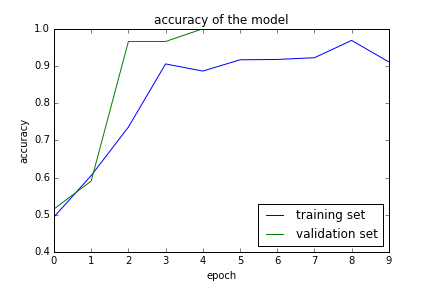 accuracy of the model
1.0
0.9
0.8
0.7
0.6
0.5
0.4
accuracy
training set
validation set
0 1 2 3 4 5 6 7 8 9
epoch